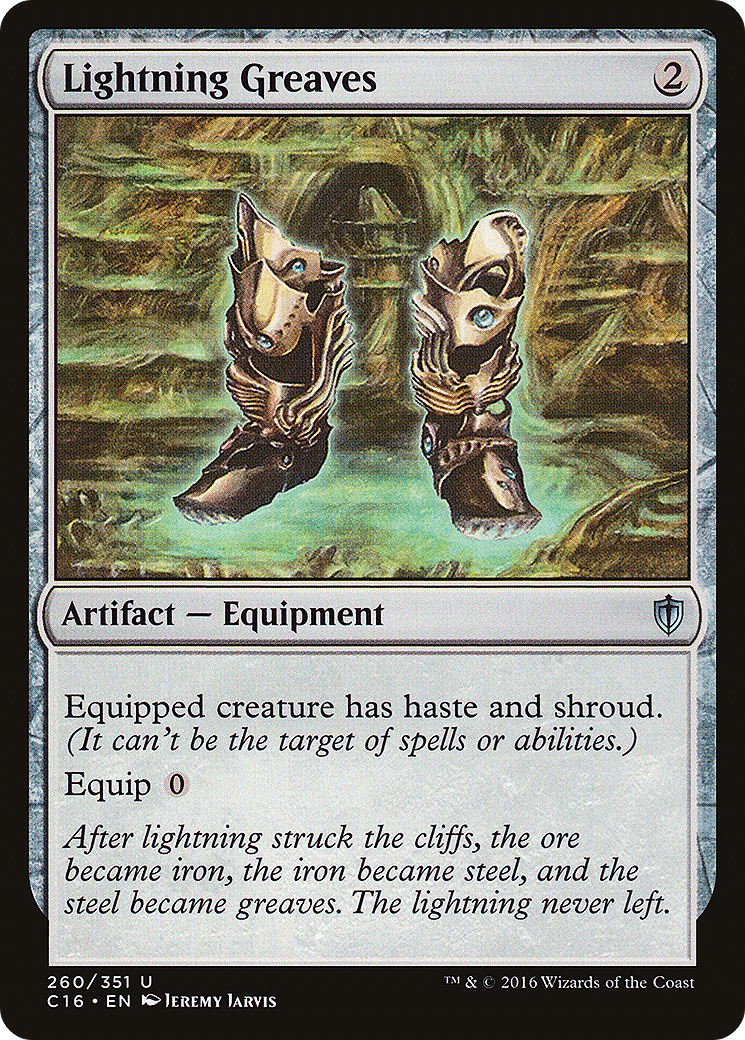 Lightning Greaves 2
Artifact — Equipment
Equipped creature has haste and shroud.
(It can't be the target of spells or abilities.)
Equip 0
After lightning struck the cliffs, the ore
became iron, the iron became steel, and the
steel became greaves. The lightning never left.
260/351 U
™ & © 2016 Wizards of the Coast
C16 • EN Jeremy Jarvis